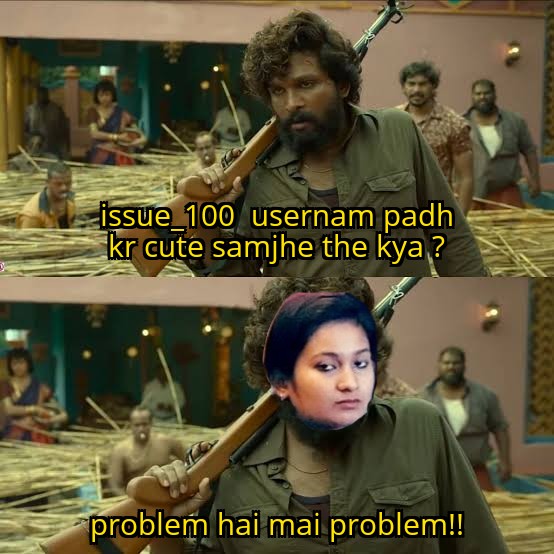 issue_100 usernam padh
kr cute samjhe the kya ?
problem hai mai problem!!